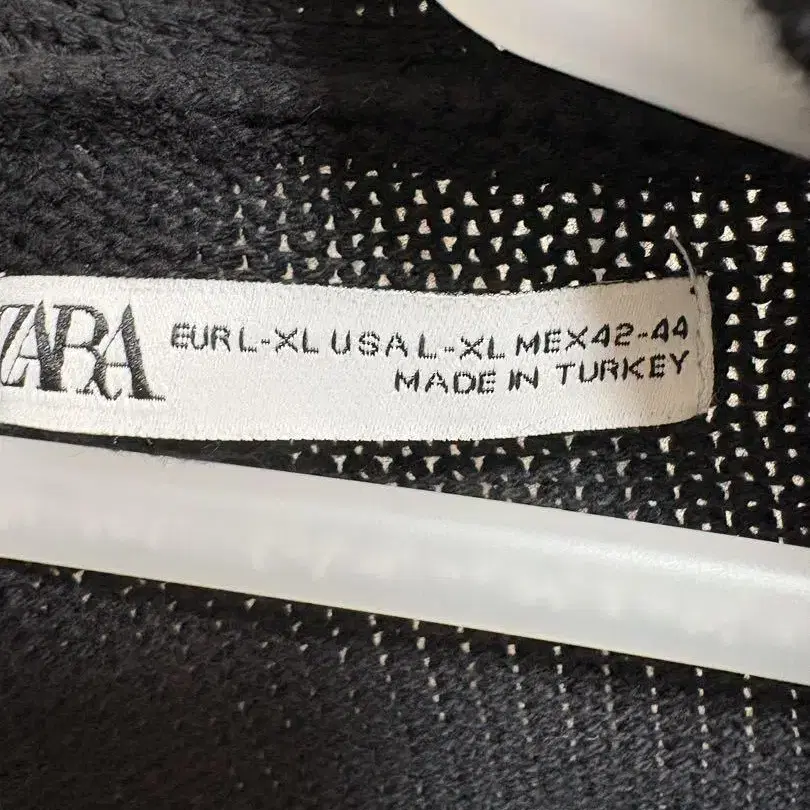 ZARA
EUR L-XL USA L-XL MEX 42-44
MADE IN TURKEY